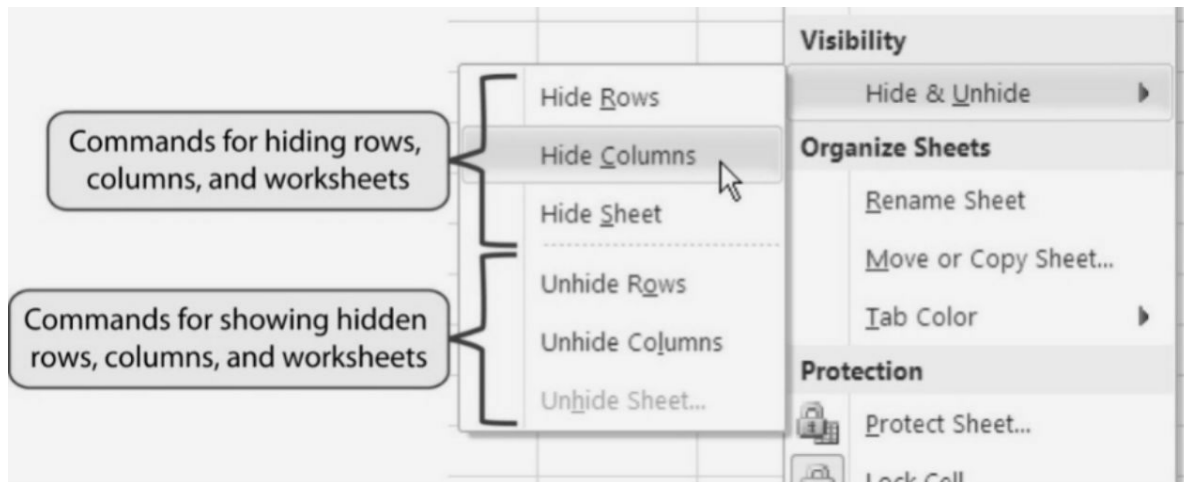 Visibility
Hide & Unhide
Organize Sheets
Rename Sheet
Move or Copy Sheet...
Tab Color
Protection
Protect Sheet...
Lock Cell
Hide Rows
Hide Columns
Hide Sheet
Unhide Rows
Unhide Columns
Unhide Sheet...
Commands for hiding rows,
columns, and worksheets
Commands for showing hidden
rows, columns, and worksheets